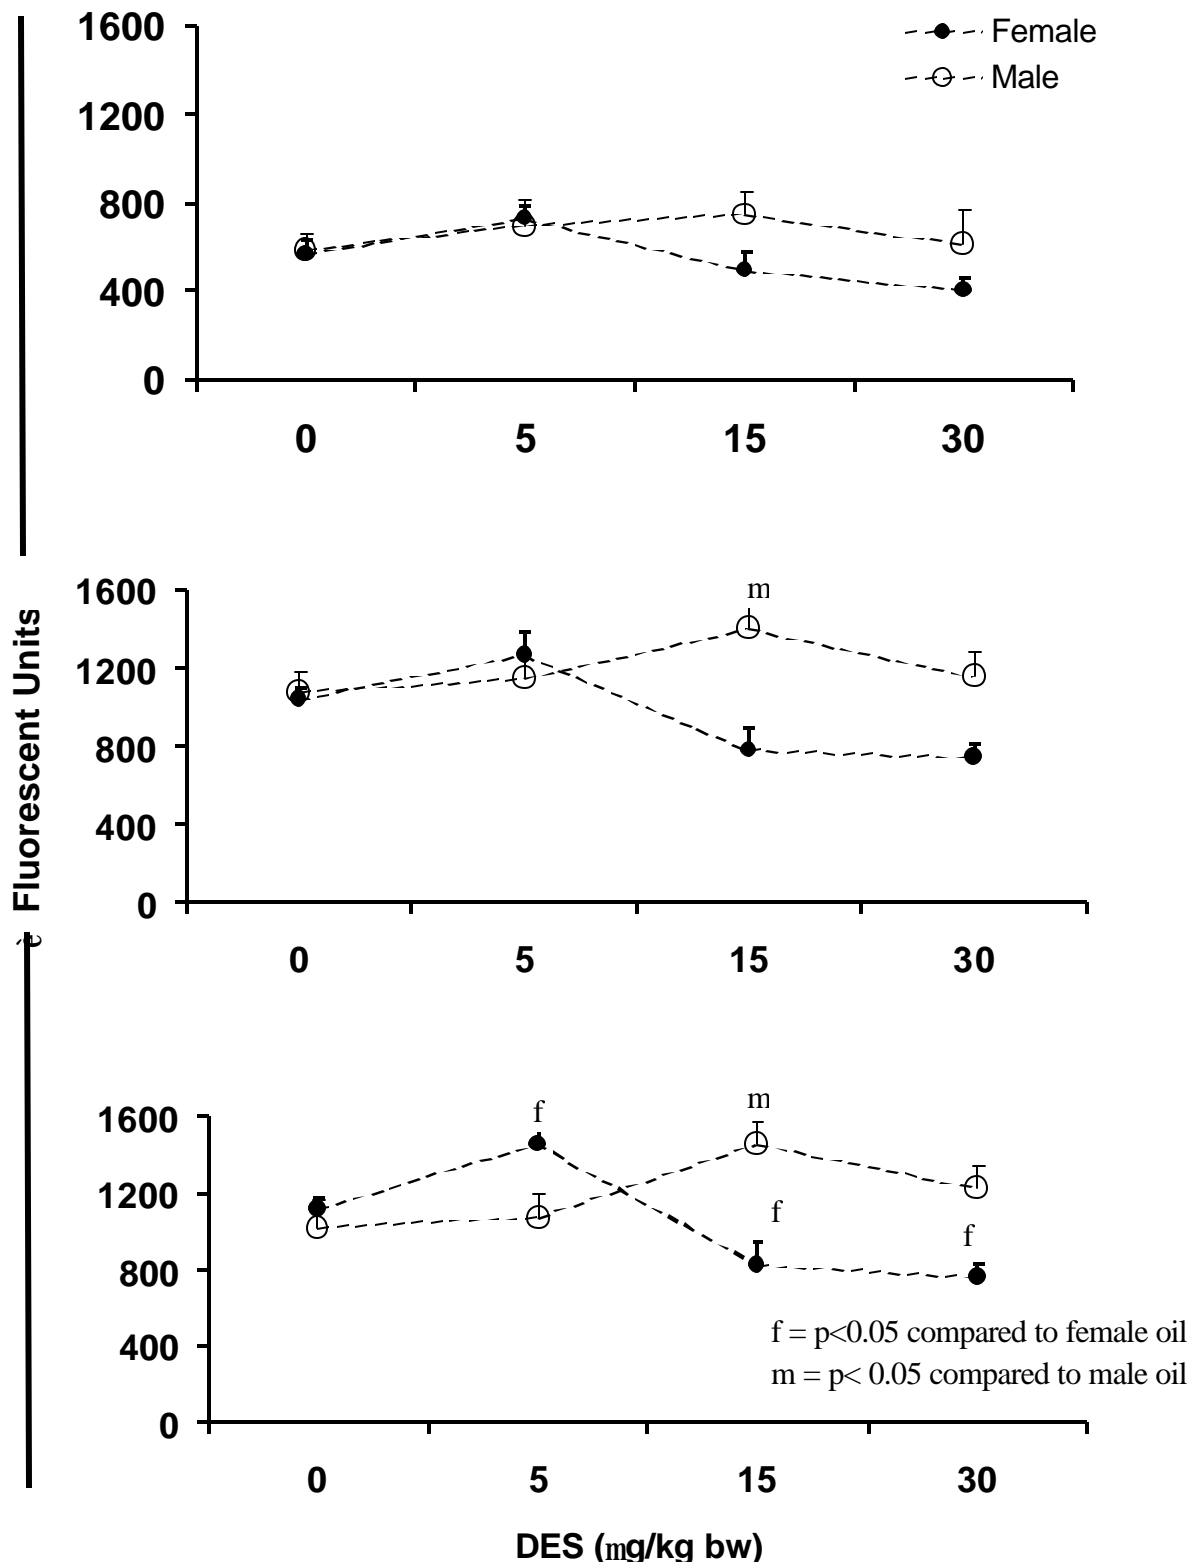 Female
Male
1600
1200
800
400
0
0 5 15 30
Fluorescent Units
1600
1200
800
400
0
m
0 5 15 30
1600
1200
800
400
0
f
m
f
f
f = p<0.05 compared to female oil
m = p< 0.05 compared to male oil
0 5 15 30
DES (mg/kg bw)